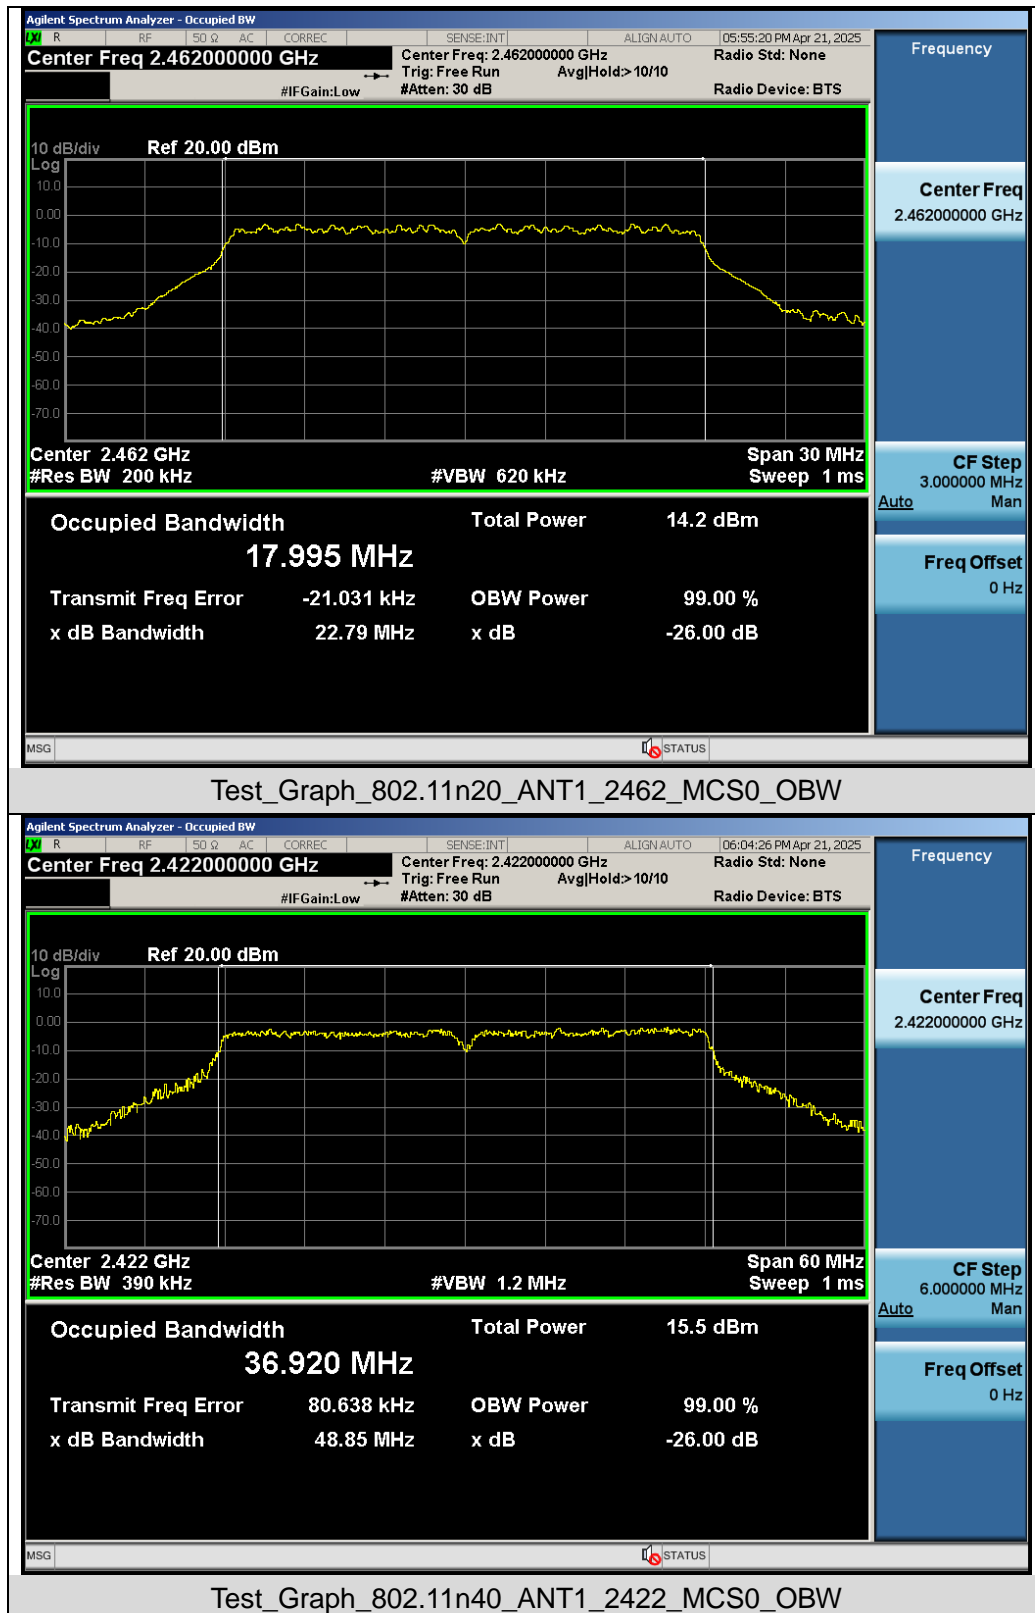 Agilent Spectrum Analyzer - Occupied BW
LXI R RF 50 Ω AC CORREC SENSE:INT ALIGN AUTO 05:55:20 PM Apr 21, 2025
Center Freq 2.462000000 GHz
Center Freq: 2.462000000 GHz Radio Std: None
Trig: Free Run Avg|Hold:>10/10
#IFGain:Low #Atten: 30 dB Radio Device: BTS
Frequency
10 dB/div Ref 20.00 dBm
Log
10.0
0.00
-10.0
-20.0
-30.0
-40.0
-50.0
-60.0
-70.0
Center 2.462 GHz Span 30 MHz
#Res BW 200 kHz #VBW 620 kHz Sweep 1 ms
Center Freq
2.462000000 GHz
CF Step
3.000000 MHz
Auto Man
Freq Offset
0 Hz
Occupied Bandwidth Total Power 14.2 dBm
17.995 MHz
Transmit Freq Error -21.031 kHz OBW Power 99.00 %
x dB Bandwidth 22.79 MHz x dB -26.00 dB
MSG STATUS
Test_Graph_802.11n20_ANT1_2462_MCS0_OBW
Agilent Spectrum Analyzer - Occupied BW
LXI R RF 50 Ω AC CORREC SENSE:INT ALIGN AUTO 06:04:26 PM Apr 21, 2025
Center Freq 2.422000000 GHz
Center Freq: 2.422000000 GHz Radio Std: None
Trig: Free Run Avg|Hold:>10/10
#IFGain:Low #Atten: 30 dB Radio Device: BTS
Frequency
10 dB/div Ref 20.00 dBm
Log
10.0
0.00
-10.0
-20.0
-30.0
-40.0
-50.0
-60.0
-70.0
Center 2.422 GHz Span 60 MHz
#Res BW 390 kHz #VBW 1.2 MHz Sweep 1 ms
Center Freq
2.422000000 GHz
CF Step
6.000000 MHz
Auto Man
Freq Offset
0 Hz
Occupied Bandwidth Total Power 15.5 dBm
36.920 MHz
Transmit Freq Error 80.638 kHz OBW Power 99.00 %
x dB Bandwidth 48.85 MHz x dB -26.00 dB
MSG STATUS
Test_Graph_802.11n40_ANT1_2422_MCS0_OBW